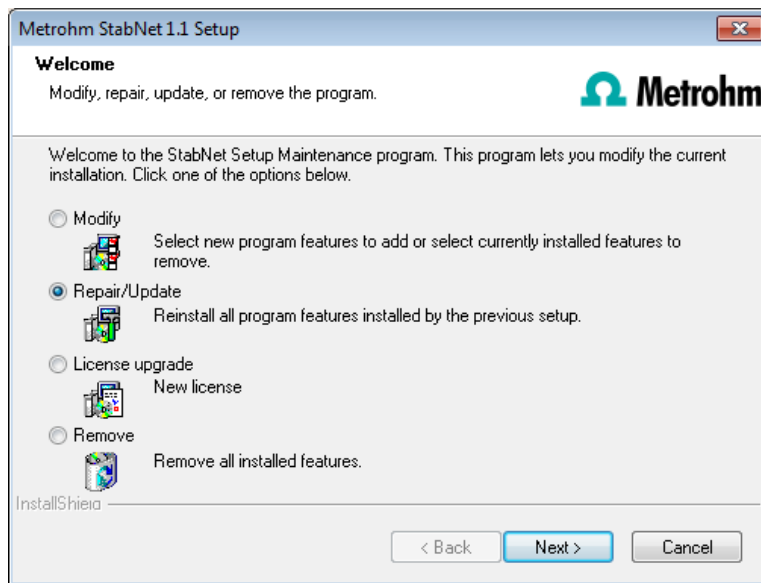 Metrohm StabNet 1.1 Setup
Welcome
Modify, repair, update, or remove the program.
Metrohm
Welcome to the StabNet Setup Maintenance program. This program lets you modify the current
installation. Click one of the options below.
Modify
Select new program features to add or select currently installed features to
remove.
Repair/Update
Reinstall all program features installed by the previous setup.
License upgrade
New license
Remove
Remove all installed features.
InstallShield
< Back
Next >
Cancel